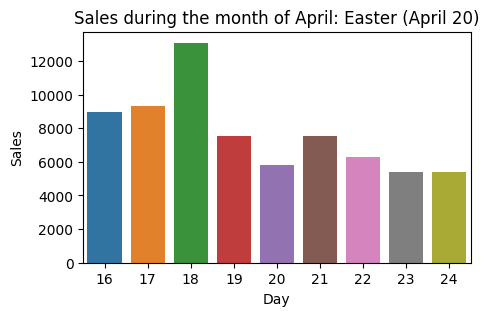 Sales during the month of April: Easter (April 20)
Sales
12000
10000
8000
6000
4000
2000
0
16 17 18 19 20 21 22 23 24
Day